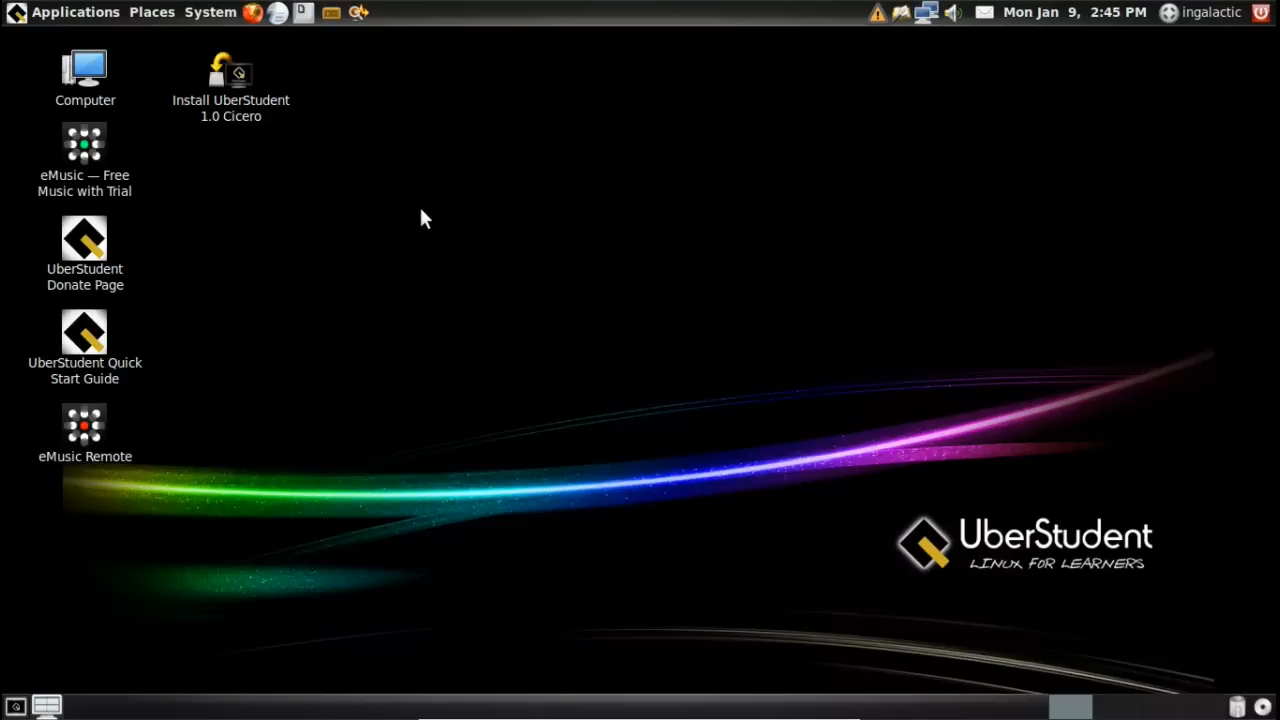 Applications Places System
D
Mon Jan 9, 2:45 PM
ingalactic
Computer
Install UberStudent
1.0 Cicero
eMusic — Free
Music with Trial
UberStudent
Donate Page
UberStudent Quick
Start Guide
eMusic Remote
UberStudent
LINUX FOR LEARNERS